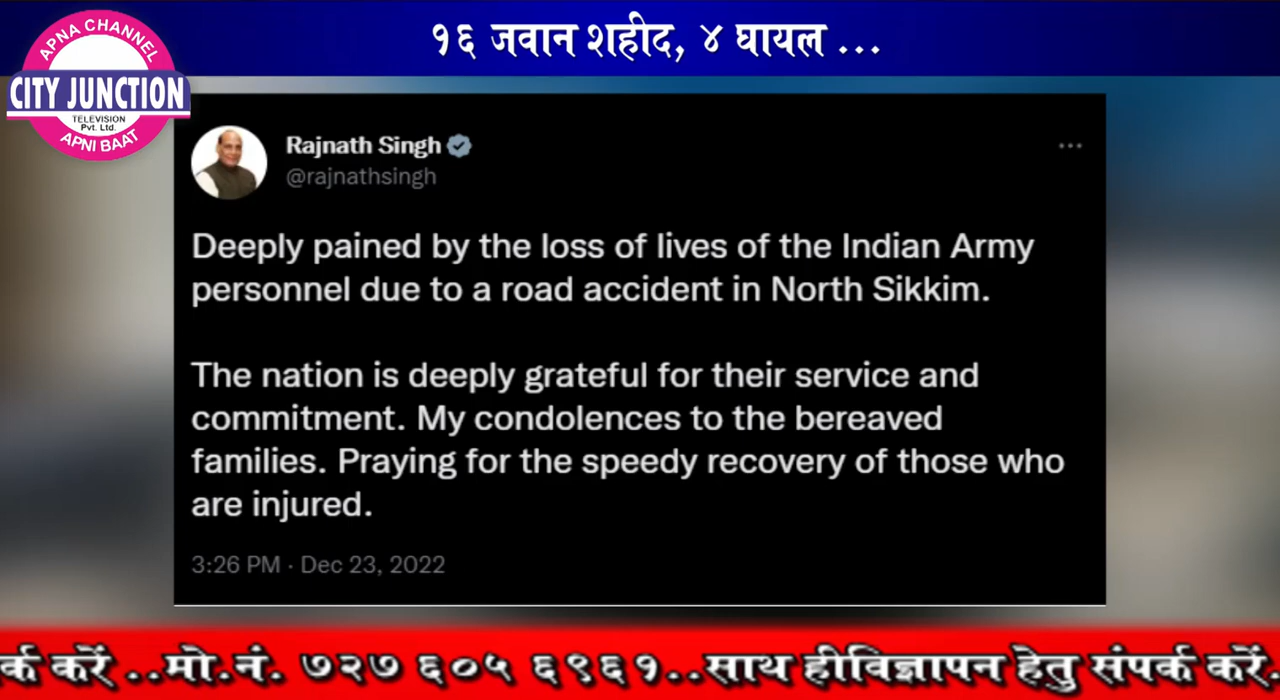 १६ जवान शहीद, ४ घायल ...
APNA CHANNEL
CITY JUNCTION
TELEVISION
Pvt. Ltd.
APNI BAAT
Rajnath Singh
@rajnathsingh
Deeply pained by the loss of lives of the Indian Army
personnel due to a road accident in North Sikkim.
The nation is deeply grateful for their service and
commitment. My condolences to the bereaved
families. Praying for the speedy recovery of those who
are injured.
3:26 PM · Dec 23, 2022
र्क करें ..मो.नं. ७२७ ६०५ ६९६१..साथ हीविज्ञापन हेतु संपर्क करें.